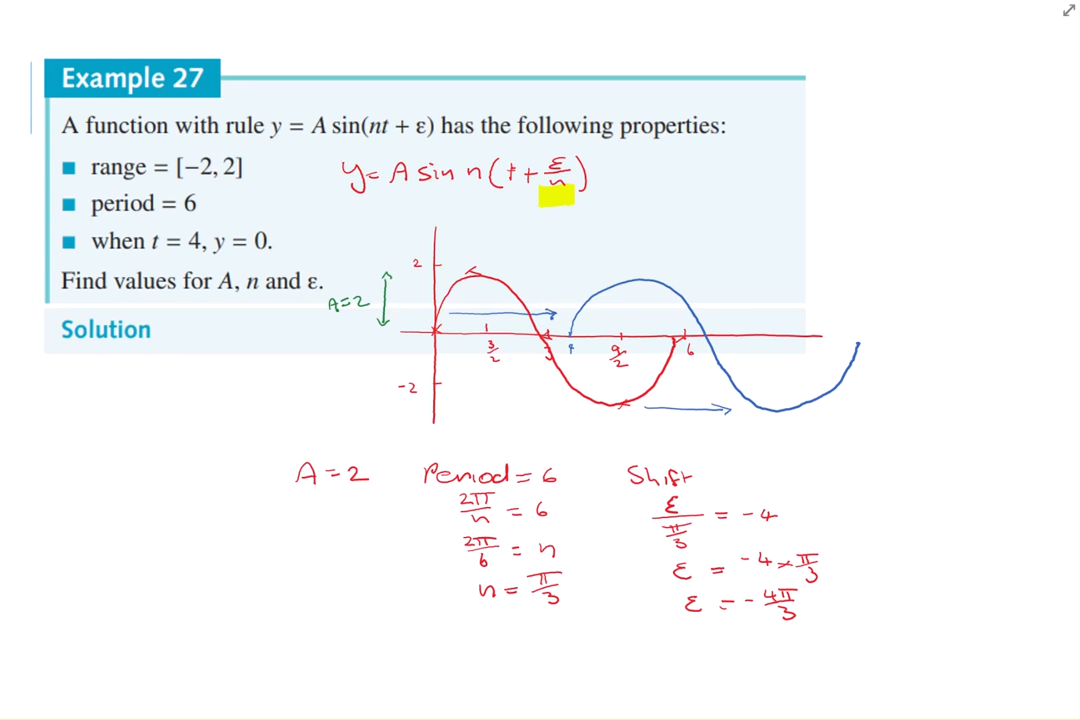 Example 27
A function with rule y = A sin(nt + ε) has the following properties:
■ range = [−2, 2]
y = A sin n(t + ε/n)
■ period = 6
■ when t = 4, y = 0.
Find values for A, n and ε.
Solution
2
A=2
3/2
3
4
9/2
6
-2
A = 2
Period = 6
2π/n = 6
2π/6 = n
n = π/3
Shift
ε/(π/3) = -4
ε = -4 × π/3
ε = -4π/3